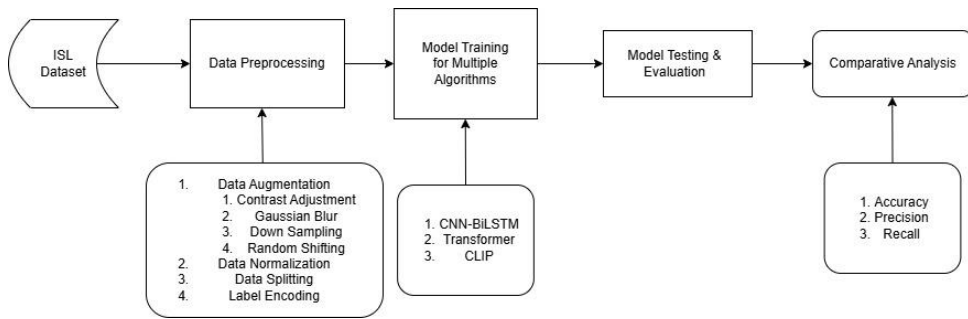 ISL
Dataset
Data Preprocessing
Model Training
for Multiple
Algorithms
Model Testing &
Evaluation
Comparative Analysis
1. Data Augmentation
1. Contrast Adjustment
2. Gaussian Blur
3. Down Sampling
4. Random Shifting
2. Data Normalization
3. Data Splitting
4. Label Encoding
1. CNN-BiLSTM
2. Transformer
3. CLIP
1. Accuracy
2. Precision
3. Recall